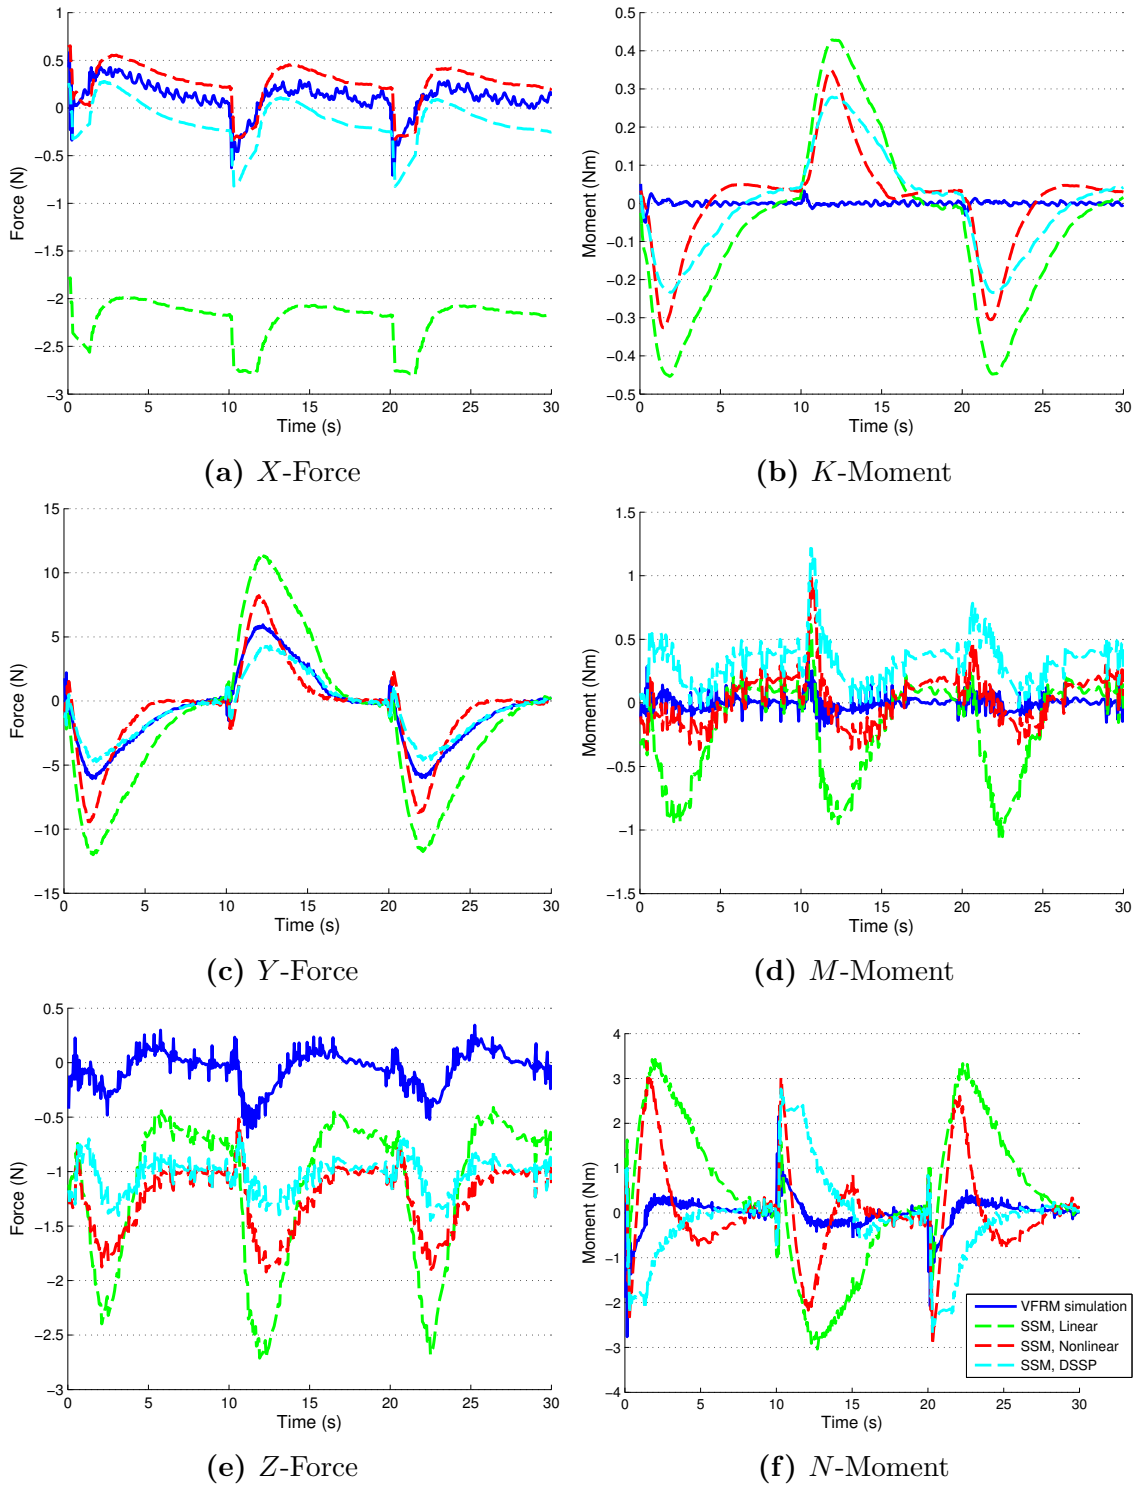 1
0.5
0
−0.5
−1
−1.5
−2
−2.5
−3
Force (N)
0 5 10 15 20 25 30
Time (s)
(a) X-Force
0.5
0.4
0.3
0.2
0.1
0
−0.1
−0.2
−0.3
−0.4
−0.5
Moment (Nm)
0 5 10 15 20 25 30
Time (s)
(b) K-Moment
15
10
5
0
−5
−10
−15
Force (N)
0 5 10 15 20 25 30
Time (s)
(c) Y-Force
1.5
1
0.5
0
−0.5
−1
−1.5
Moment (Nm)
0 5 10 15 20 25 30
Time (s)
(d) M-Moment
0.5
0
−0.5
−1
−1.5
−2
−2.5
−3
Force (N)
0 5 10 15 20 25 30
Time (s)
(e) Z-Force
4
3
2
1
0
−1
−2
−3
−4
Moment (Nm)
0 5 10 15 20 25 30
Time (s)
VFRM simulation
SSM, Linear
SSM, Nonlinear
SSM, DSSP
(f) N-Moment